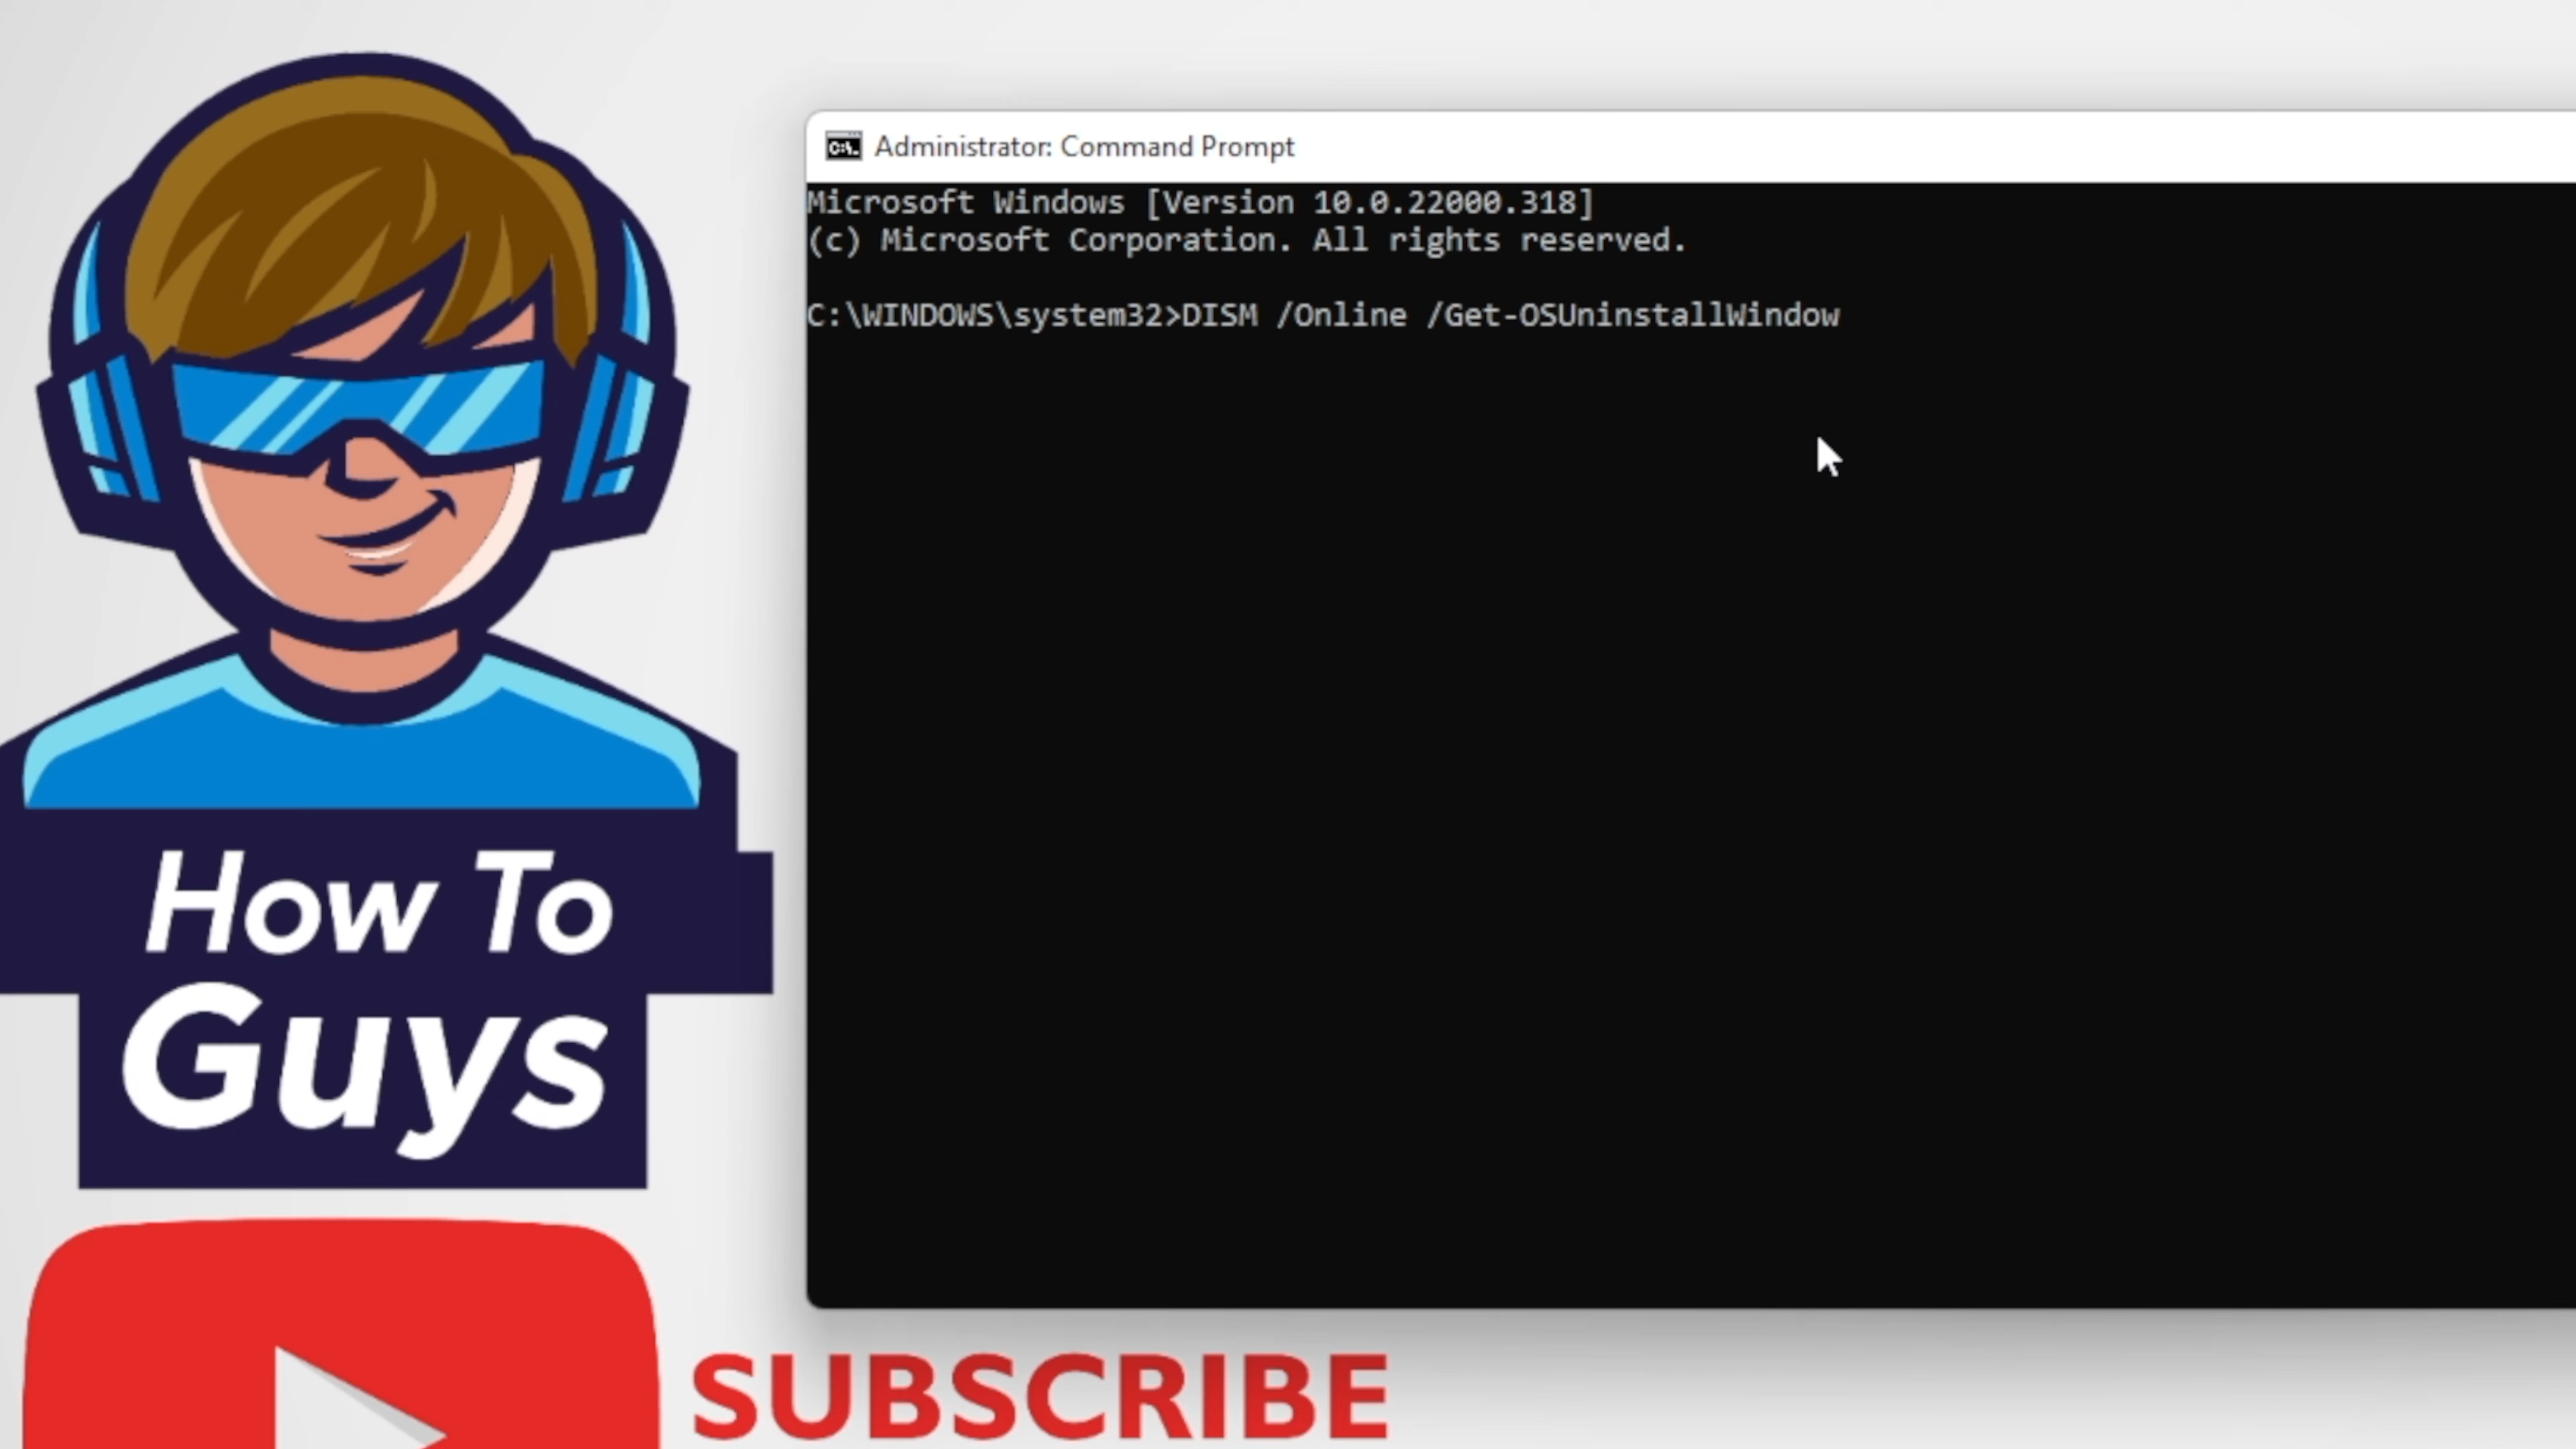 How To
Guys
SUBSCRIBE
Administrator: Command Prompt
Microsoft Windows [Version 10.0.22000.318]
(c) Microsoft Corporation. All rights reserved.
C:\WINDOWS\system32>DISM /Online /Get-OSUninstallWindow